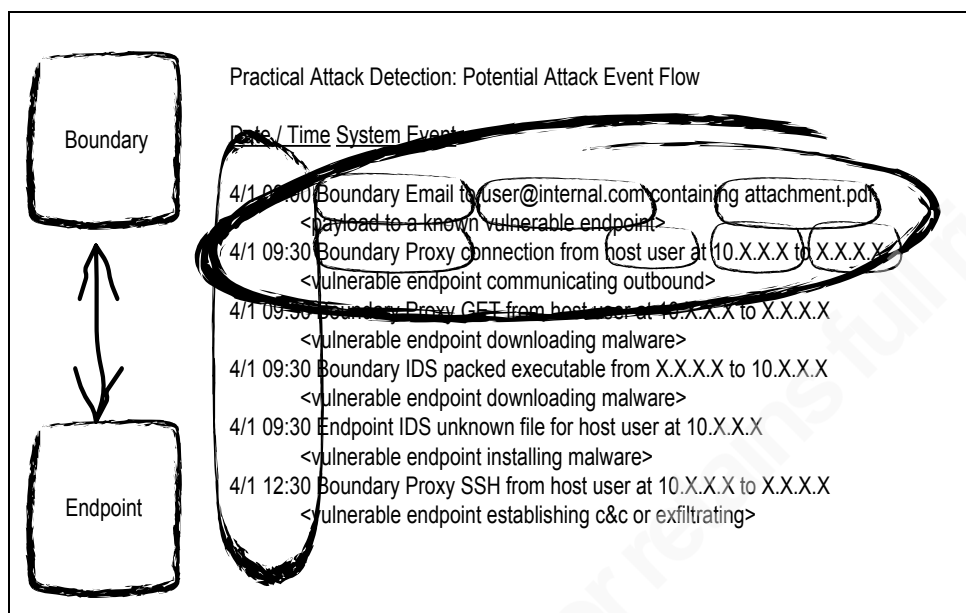 Practical Attack Detection: Potential Attack Event Flow
Boundary
Date / Time System Event
4/1 09:30 Boundary Email to user@internal.com containing attachment.pdf
<payload to a known vulnerable endpoint>
4/1 09:30 Boundary Proxy connection from host user at 10.X.X.X to X.X.X.X
<vulnerable endpoint communicating outbound>
4/1 09:30 Boundary Proxy GET from host user at 10.X.X.X to X.X.X.X
<vulnerable endpoint downloading malware>
4/1 09:30 Boundary IDS packed executable from X.X.X.X to 10.X.X.X
<vulnerable endpoint downloading malware>
4/1 09:30 Endpoint IDS unknown file for host user at 10.X.X.X
<vulnerable endpoint installing malware>
4/1 12:30 Boundary Proxy SSH from host user at 10.X.X.X to X.X.X.X
Endpoint
<vulnerable endpoint establishing c&c or exfiltrating>